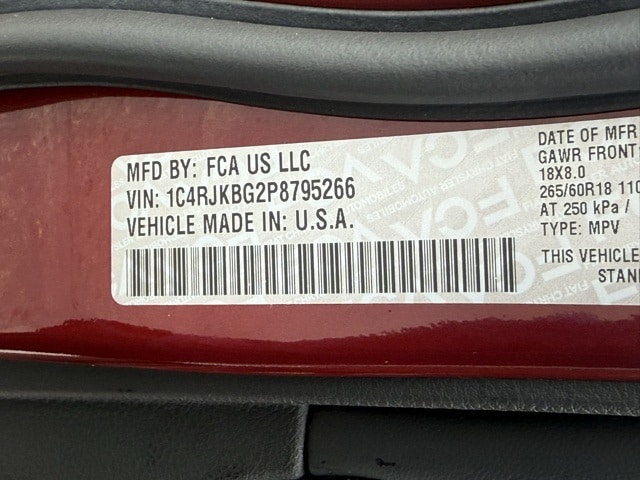 MFD BY: FCA US LLC
VIN: 1C4RJKBG2P8795266
VEHICLE MADE IN: U.S.A.
DATE OF MFR
GAWR FRONT:
18X8.0
265/60R18 110
AT 250 kPa /
TYPE: MPV
THIS VEHICLE
STAN